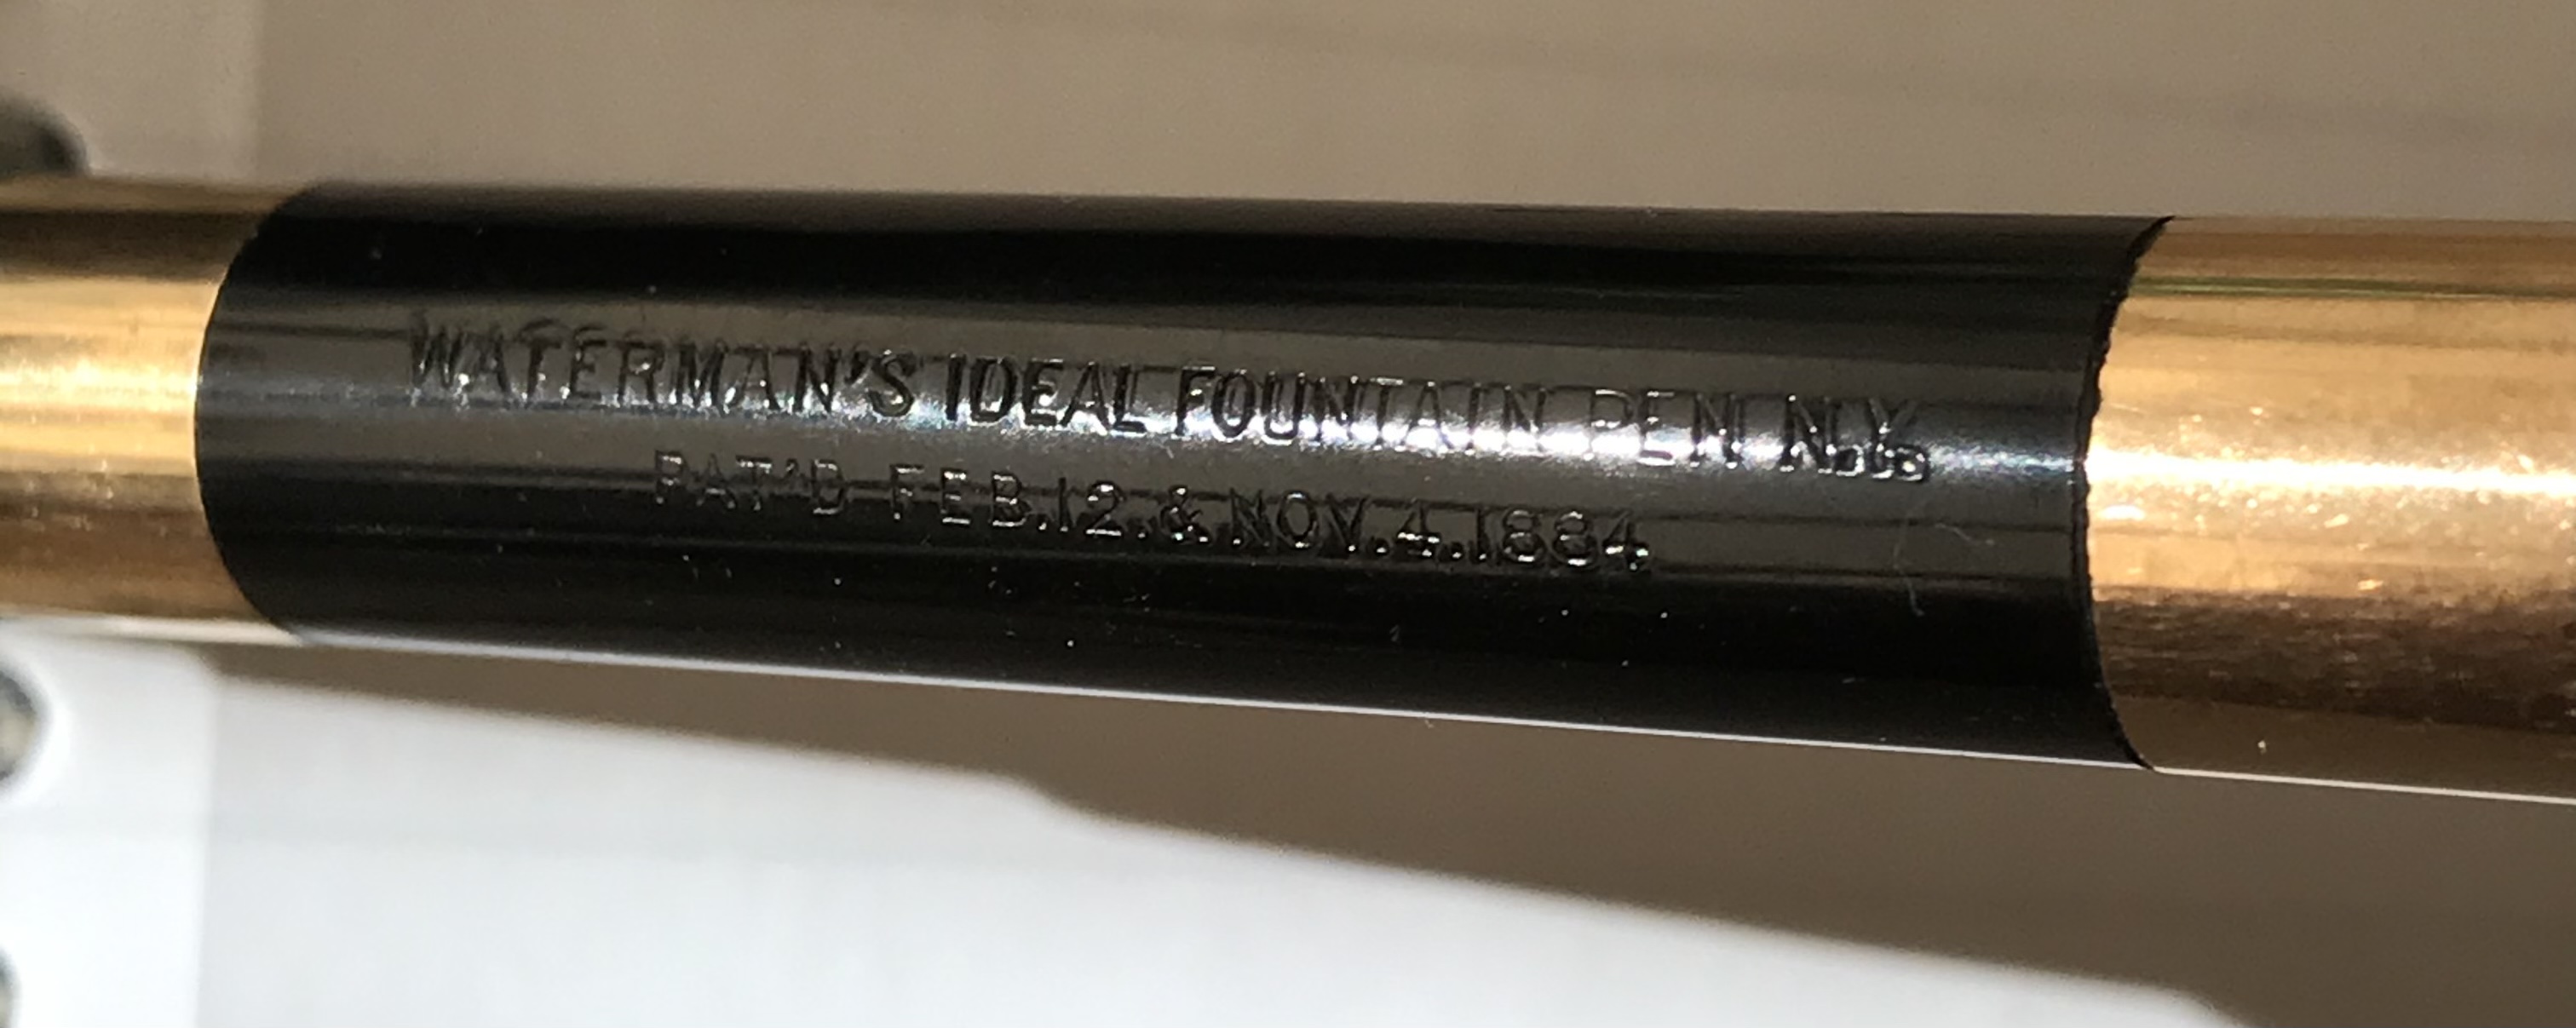 WATERMAN'S IDEAL FOUNTAIN PEN N.Y.
PAT'D FEB.12.& NOV.4.1884